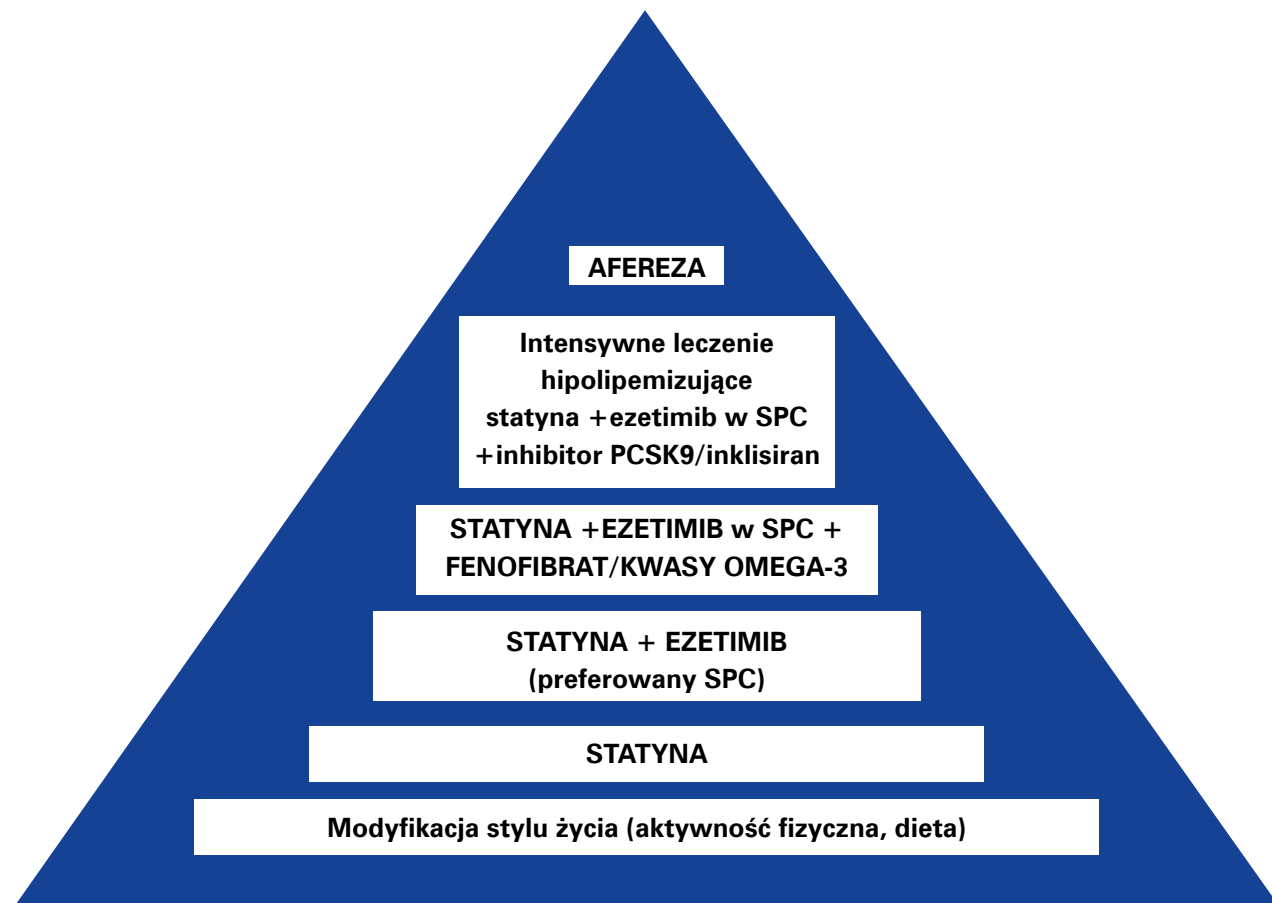 AFEREZA
Intensywne leczenie
hipolipemizujące
statyna +ezetimib w SPC
+inhibitor PCSK9/inklisiran
STATYNA +EZETIMIB w SPC +
FENOFIBRAT/KWASY OMEGA-3
STATYNA + EZETIMIB
(preferowany SPC)
STATYNA
Modyfikacja stylu życia (aktywność fizyczna, dieta)